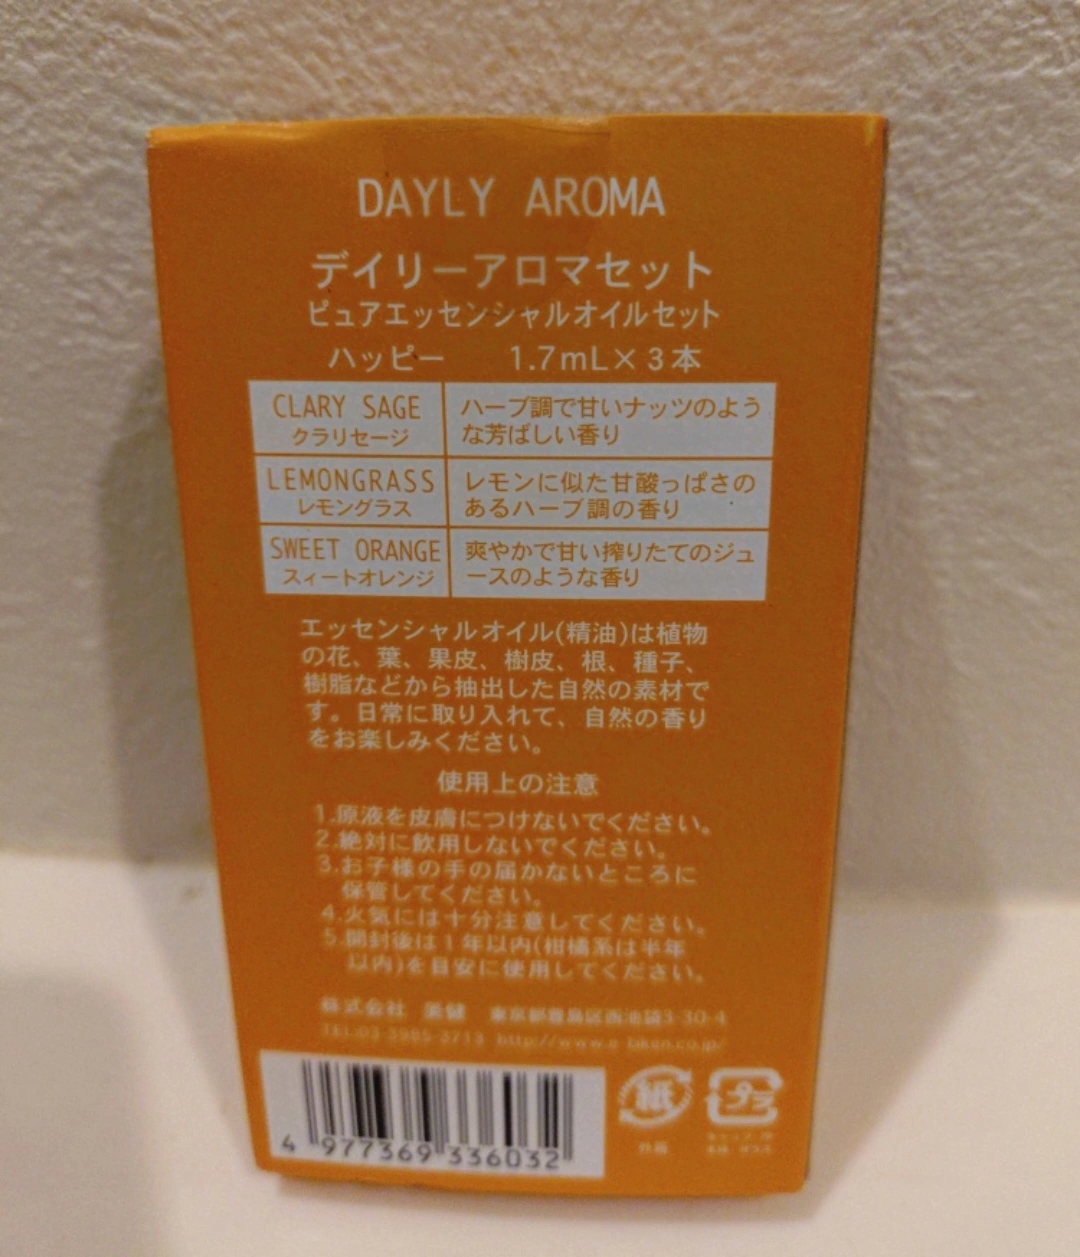 DAYLY AROMA
デイリーアロマセット
ピュアエッセンシャルオイルセット
ハッピー 1.7mL×3本
CLARY SAGE
クラリセージ
ハーブ調で甘いナッツのよう
な芳ばしい香り
LEMONGRASS
レモングラス
レモンに似た甘酸っぱさの
あるハーブ調の香り
SWEET ORANGE
スィートオレンジ
爽やかで甘い搾りたてのジュ
ースのような香り
エッセンシャルオイル(精油)は植物
の花、葉、果皮、樹皮、根、種子、
樹脂などから抽出した自然の素材で
す。日常に取り入れて、自然の香り
をお楽しみください。
使用上の注意
1.原液を皮膚につけないでください。
2.絶対に飲用しないでください。
3.お子様の手の届かないところに
保管してください。
4.火気には十分注意してください。
5.開封後は1年以内(柑橘系は半年
以内)を目安に使用してください。
株式会社 東京都豊島区西池袋3-30-4
TEL:03-3985-3713
4 977369 336032
紙
プラ
外箱